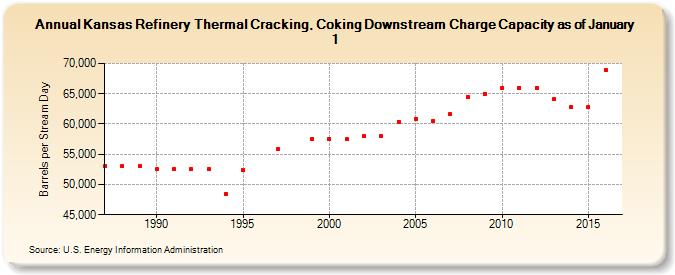 Annual Kansas Refinery Thermal Cracking, Coking Downstream Charge Capacity as of January
1
Barrels per Stream Day
70,000
65,000
60,000
55,000
50,000
45,000
1990 1995 2000 2005 2010 2015
Source: U.S. Energy Information Administration